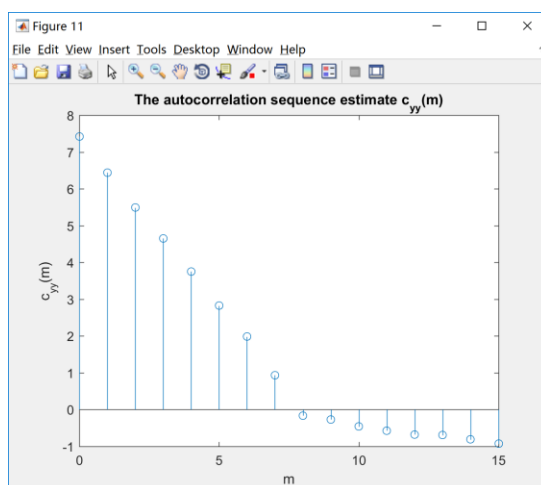 Figure 11
File Edit View Insert Tools Desktop Window Help
The autocorrelation sequence estimate c_yy(m)
8
7
6
5
4
3
2
1
0
-1
c_yy(m)
0 5 10 15
m